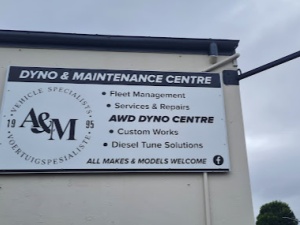 DYNO & MAINTENANCE CENTRE
VEHICLE SPECIALISTS
19 A&M 95
VOERTUIGSPESIALISTE
• Fleet Management
• Services & Repairs
AWD DYNO CENTRE
• Custom Works
• Diesel Tune Solutions
ALL MAKES & MODELS WELCOME